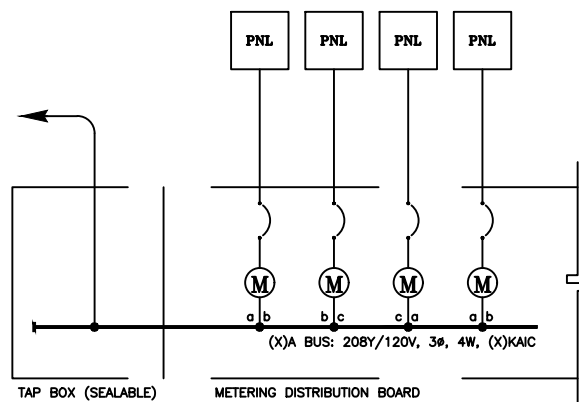 PNL PNL PNL PNL
M M M M
a b b c c a a b
(X)A BUS: 208Y/120V, 3ø, 4W, (X)KAIC
TAP BOX (SEALABLE) METERING DISTRIBUTION BOARD